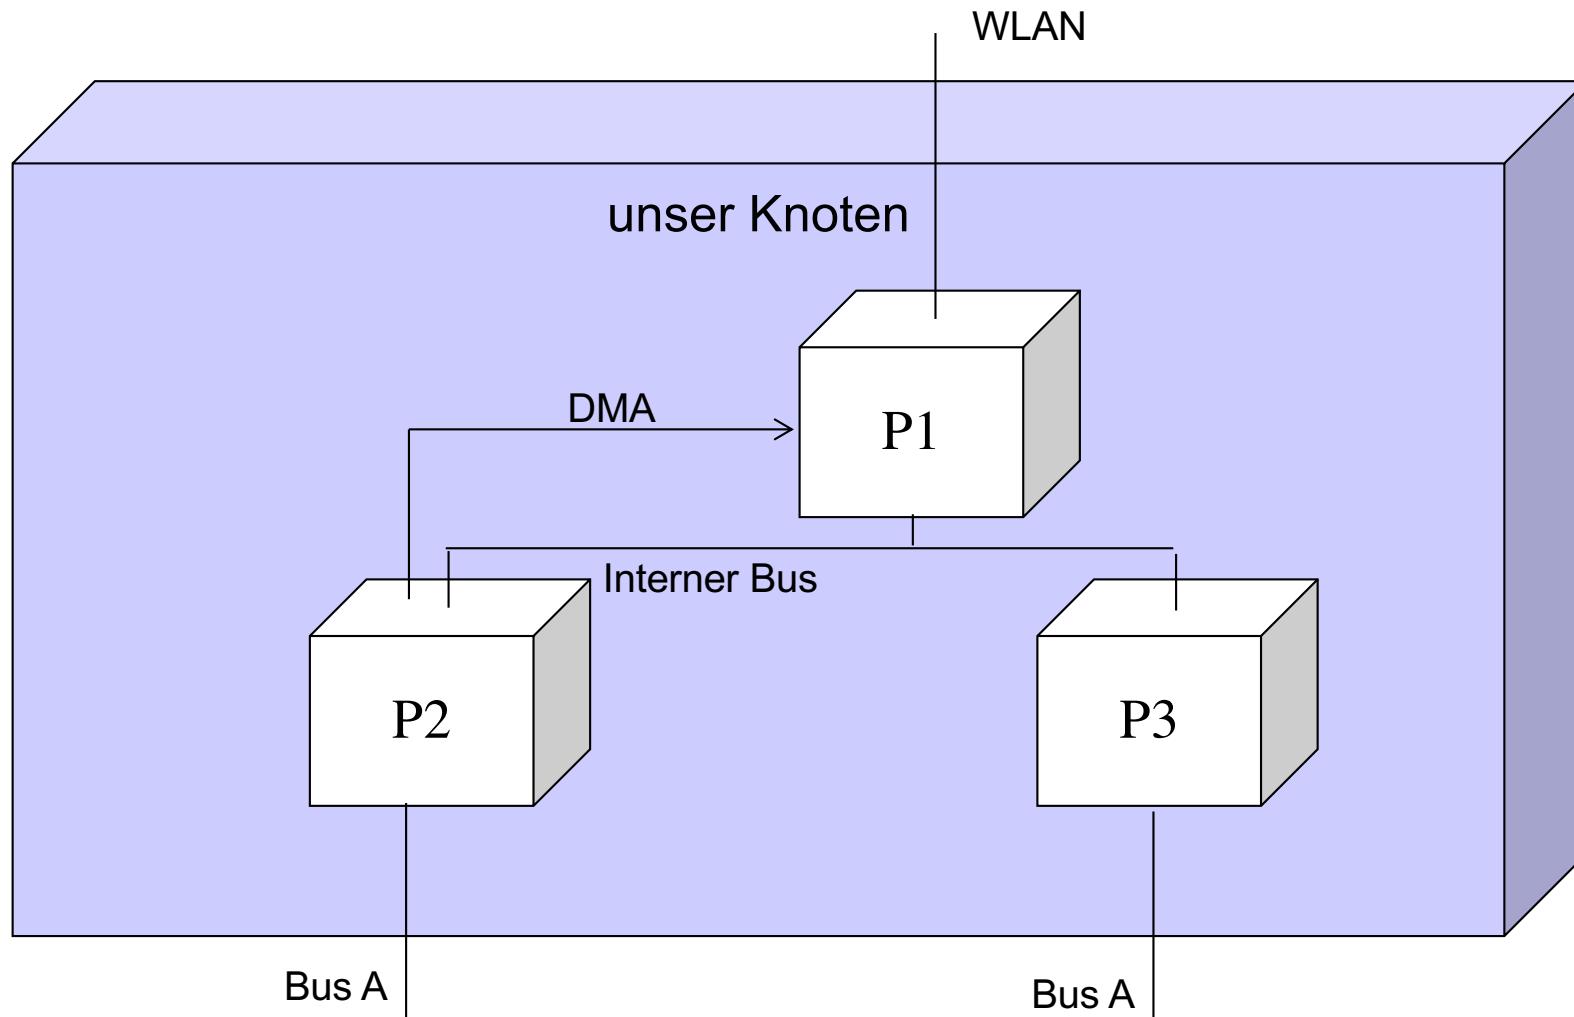 WLAN
unser Knoten
DMA
P1
Interner Bus
P2
P3
Bus A
Bus A